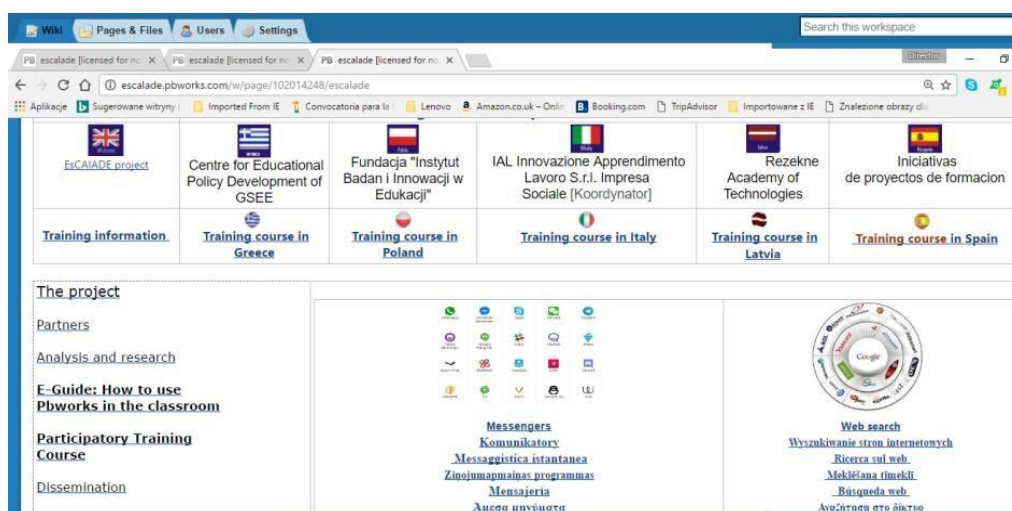 Wiki Pages & Files Users Settings
Search this workspace
PB escalade [licensed for no X PB escalade [licensed for no X PB escalade [licensed for no X
escalade.pbworks.com/w/page/102014248/escalade
Aplikacje Sugerowane witryny Imported From IE Convocatoria para la Lenovo Amazon.co.uk – Onlin Booking.com TripAdvisor Importowane z IE Znalezione obrazy dla
EsCAlADE project
Centre for Educational
Policy Development of
GSEE
Fundacja "Instytut
Badan i Innowacji w
Edukacji"
IAL Innovazione Apprendimento
Lavoro S.r.l. Impresa
Sociale [Koordynator]
Rezekne
Academy of
Technologies
Iniciativas
de proyectos de formacion
Training information
Training course in
Greece
Training course in
Poland
Training course in Italy
Training course in
Latvia
Training course in Spain
The project
Partners
Analysis and research
E-Guide: How to use
Pbworks in the classroom
Participatory Training
Course
Dissemination
Messengers
Komunikatory
Messaggistica istantanea
Ziņojumapmaiņas programmas
Mensajería
Άμεσα μηνύματα
Google
Web search
Wyszukiwanie stron internetowych
Ricerca sul web
Meklēšana tīmeklī
Búsqueda web
Αναζήτηση στο δίκτυο